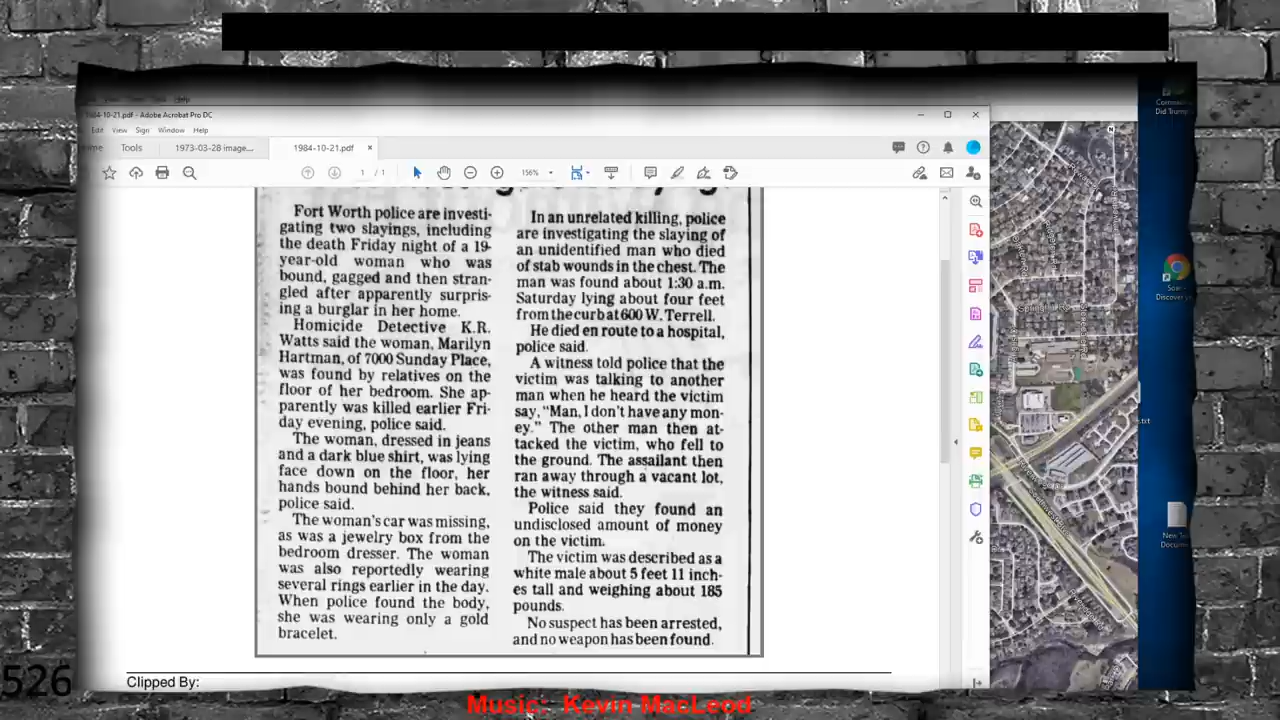 Help
1984-10-21.pdf - Adobe Acrobat Pro DC
Edit View Sign Window Help
Tools 1973-03-28 image... 1984-10-21.pdf ×
1 / 1 156%
Fort Worth police are investi-
gating two slayings, including
the death Friday night of a 19-
year-old woman who was
bound, gagged and then stran-
gled after apparently surpris-
ing a burglar in her home.
Homicide Detective K.R.
Watts said the woman, Marilyn
Hartman, of 7000 Sunday Place,
was found by relatives on the
floor of her bedroom. She ap-
parently was killed earlier Fri-
day evening, police said.
The woman, dressed in jeans
and a dark blue shirt, was lying
face down on the floor, her
hands bound behind her back,
police said.
The woman's car was missing,
as was a jewelry box from the
bedroom dresser. The woman
was also reportedly wearing
several rings earlier in the day.
When police found the body,
she was wearing only a gold
bracelet.
In an unrelated killing, police
are investigating the slaying of
an unidentified man who died
of stab wounds in the chest. The
man was found about 1:30 a.m.
Saturday lying about four feet
from the curb at 600 W. Terrell.
He died en route to a hospital,
police said.
A witness told police that the
victim was talking to another
man when he heard the victim
say, "Man, I don't have any mon-
ey." The other man then at-
tacked the victim, who fell to
the ground. The assailant then
ran away through a vacant lot,
the witness said.
Police said they found an
undisclosed amount of money
on the victim.
The victim was described as a
white male about 5 feet 11 inch-
es tall and weighing about 185
pounds.
No suspect has been arrested,
and no weapon has been found.
Clipped By:
Did Trump
.txt
526
Music: Kevin MacLeod